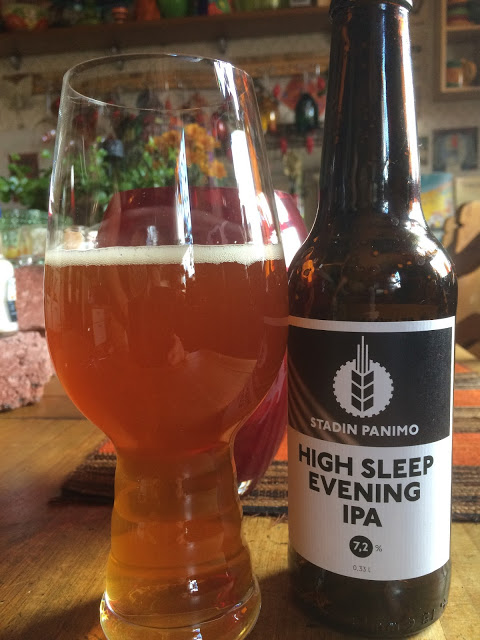 STADIN PANIMO
HIGH SLEEP
EVENING
IPA
7,2 %
0,33 L